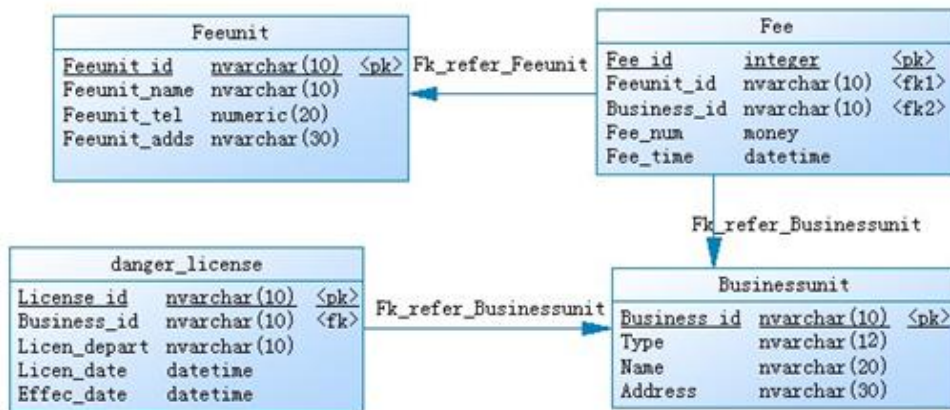 Feeunit
Feeunit_id nvarchar(10) <pk>
Feeunit_name nvarchar(10)
Feeunit_tel numeric(20)
Feeunit_adds nvarchar(30)
Fk_refer_Feeunit
Fee
Fee_id integer <pk>
Feeunit_id nvarchar(10) <fk1>
Business_id nvarchar(10) <fk2>
Fee_num money
Fee_time datetime
Fk_refer_Businessunit
danger_license
License_id nvarchar(10) <pk>
Business_id nvarchar(10) <fk>
Licen_depart nvarchar(10)
Licen_date datetime
Effec_date datetime
Fk_refer_Businessunit
Businessunit
Business_id nvarchar(10) <pk>
Type nvarchar(12)
Name nvarchar(20)
Address nvarchar(30)